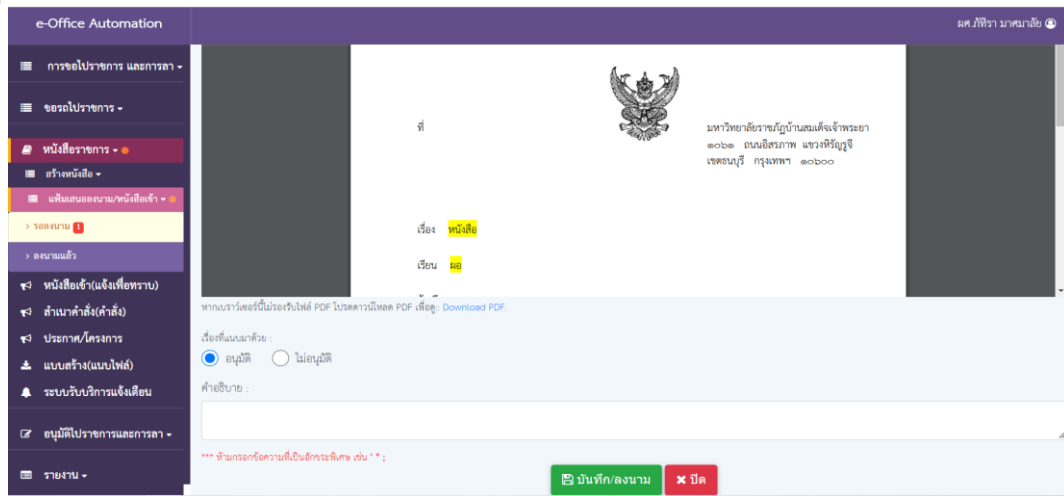 e-Office Automation
ผศ.ภัทิรา มาศมาลัย
การขอไปราชการ และการลา
ขอรถไปราชการ
หนังสือราชการ
สร้างหนังสือ
แฟ้มเสนอลงนาม/หนังสือเข้า
> รอลงนาม 1
> ลงนามแล้ว
หนังสือเข้า(แจ้งเพื่อทราบ)
สำเนาคำสั่ง(คำสั่ง)
ประกาศ/โครงการ
แบบสร้าง(แนบไฟล์)
ระบบรับบริการแจ้งเตือน
อนุมัติไปราชการและการลา
รายงาน
ที่
มหาวิทยาลัยราชภัฏบ้านสมเด็จเจ้าพระยา
๑๐๖๑ ถนนอิสรภาพ แขวงหิรัญรูจี
เขตธนบุรี กรุงเทพฯ ๑๐๖๐๐
เรื่อง หนังสือ
เรียน ผอ
หากเบราว์เซอร์นี้ไม่รองรับไฟล์ PDF โปรดดาวน์โหลด PDF เพื่อดู:: Download PDF.
เรื่องที่แนบมาด้วย :
อนุมัติ ไม่อนุมัติ
คำอธิบาย :
*** ห้ามกรอกข้อความที่เป็นอักขระพิเศษ เช่น ' " ;
บันทึก/ลงนาม
ปิด